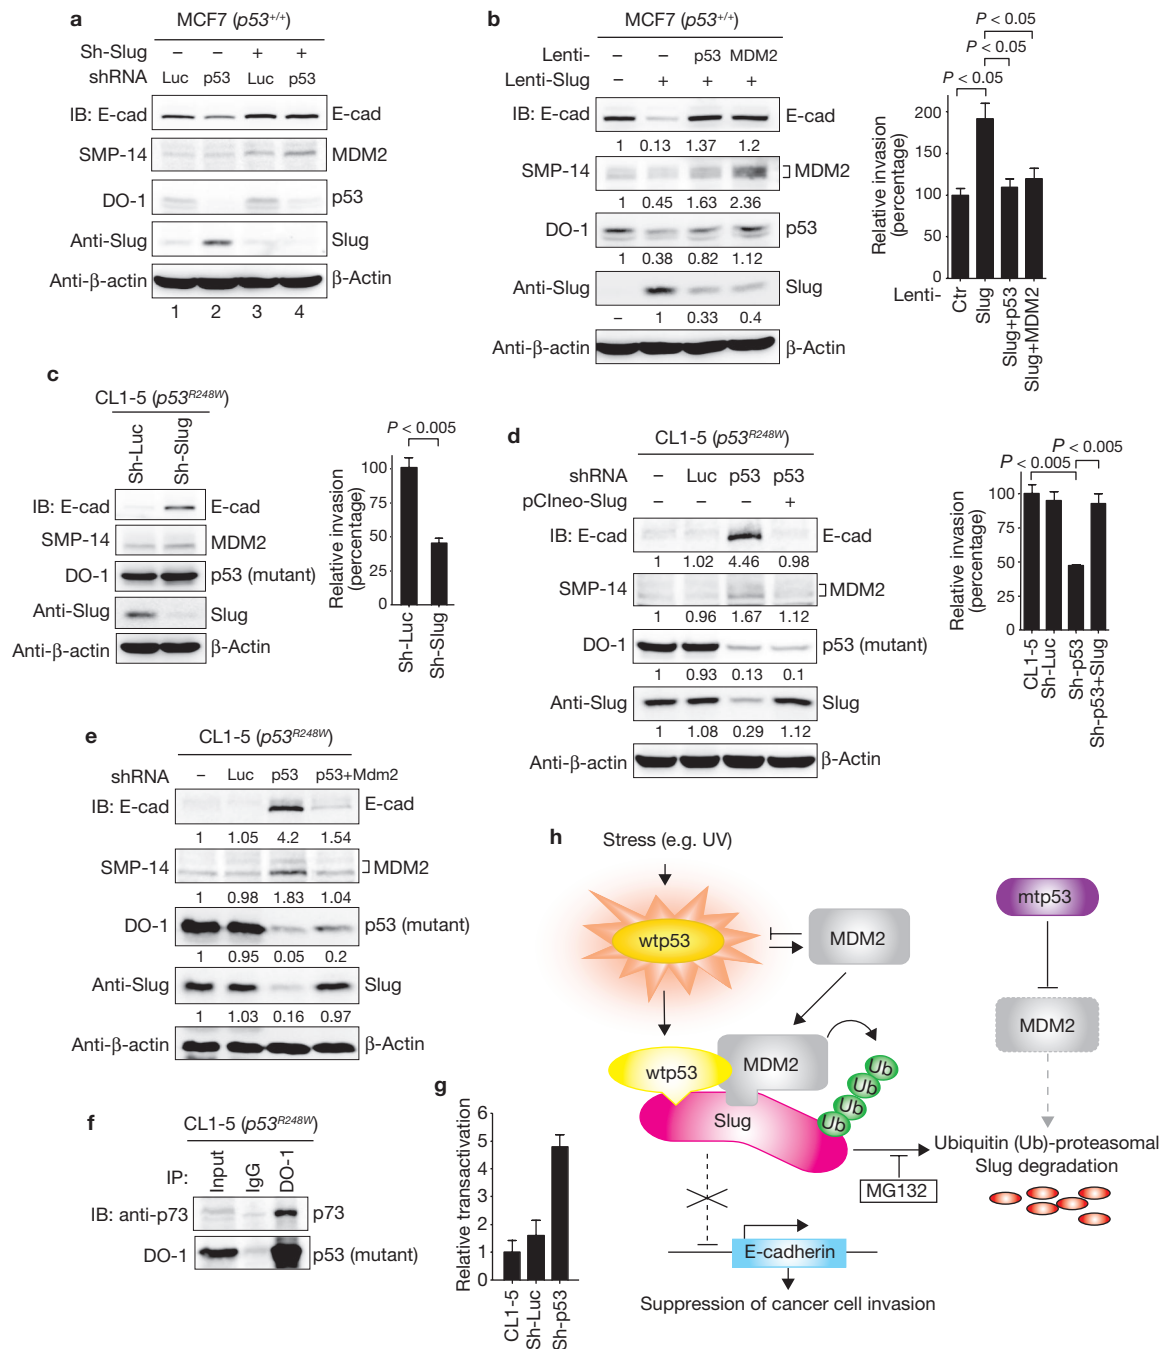 a
MCF7 (p53+/+)
Sh-Slug – – + +
shRNA Luc p53 Luc p53
IB: E-cad E-cad
SMP-14 MDM2
DO-1 p53
Anti-Slug Slug
Anti-β-actin β-Actin
1 2 3 4
b
MCF7 (p53+/+)
Lenti- – – p53 MDM2
Lenti-Slug – + + +
IB: E-cad E-cad
1 0.13 1.37 1.2
SMP-14 MDM2
1 0.45 1.63 2.36
DO-1 p53
1 0.38 0.82 1.12
Anti-Slug Slug
– 1 0.33 0.4
Anti-β-actin β-Actin
P < 0.05
P < 0.05
P < 0.05
Relative invasion
(percentage)
200
150
100
50
0
Lenti-
Ctr
Slug
Slug+p53
Slug+MDM2
c
CL1-5 (p53R248W)
Sh-Luc
Sh-Slug
IB: E-cad E-cad
SMP-14 MDM2
DO-1 p53 (mutant)
Anti-Slug Slug
Anti-β-actin β-Actin
P < 0.005
Relative invasion
(percentage)
100
75
50
25
0
Sh-Luc
Sh-Slug
d
CL1-5 (p53R248W)
shRNA – Luc p53 p53
pCIneo-Slug – – – +
IB: E-cad E-cad
1 1.02 4.46 0.98
SMP-14 MDM2
1 0.96 1.67 1.12
DO-1 p53 (mutant)
1 0.93 0.13 0.1
Anti-Slug Slug
1 1.08 0.29 1.12
Anti-β-actin β-Actin
P < 0.005
P < 0.005
Relative invasion
(percentage)
100
75
50
25
0
CL1-5
Sh-Luc
Sh-p53
Sh-p53+Slug
e
CL1-5 (p53R248W)
shRNA – Luc p53 p53+Mdm2
IB: E-cad E-cad
1 1.05 4.2 1.54
SMP-14 MDM2
1 0.98 1.83 1.04
DO-1 p53 (mutant)
1 0.95 0.05 0.2
Anti-Slug Slug
1 1.03 0.16 0.97
Anti-β-actin β-Actin
f
CL1-5 (p53R248W)
IP: Input IgG DO-1
IB: anti-p73 p73
DO-1 p53 (mutant)
g
Relative transactivation
6
5
4
3
2
1
0
CL1-5
Sh-Luc
Sh-p53
h
Stress (e.g. UV)
wtp53
MDM2
mtp53
MDM2
wtp53
MDM2
Slug
Ub
Ub
Ub
Ub
MG132
Ubiquitin (Ub)-proteasomal
Slug degradation
E-cadherin
Suppression of cancer cell invasion